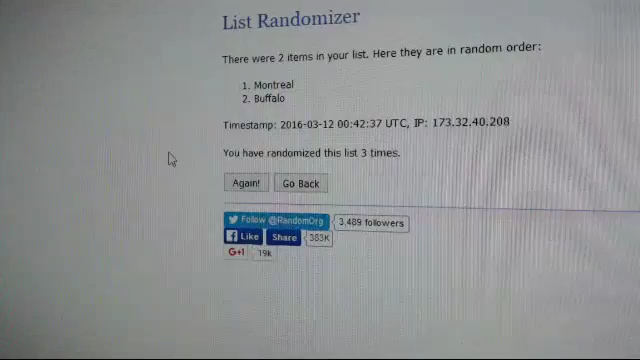 List Randomizer
There were 2 items in your list. Here they are in random order:
1. Montreal
2. Buffalo
Timestamp: 2016-03-12 00:42:37 UTC, IP: 173.32.40.208
You have randomized this list 3 times.
Again! Go Back
Follow @RandomOrg 3,489 followers
Like Share 383K
G+1 19k